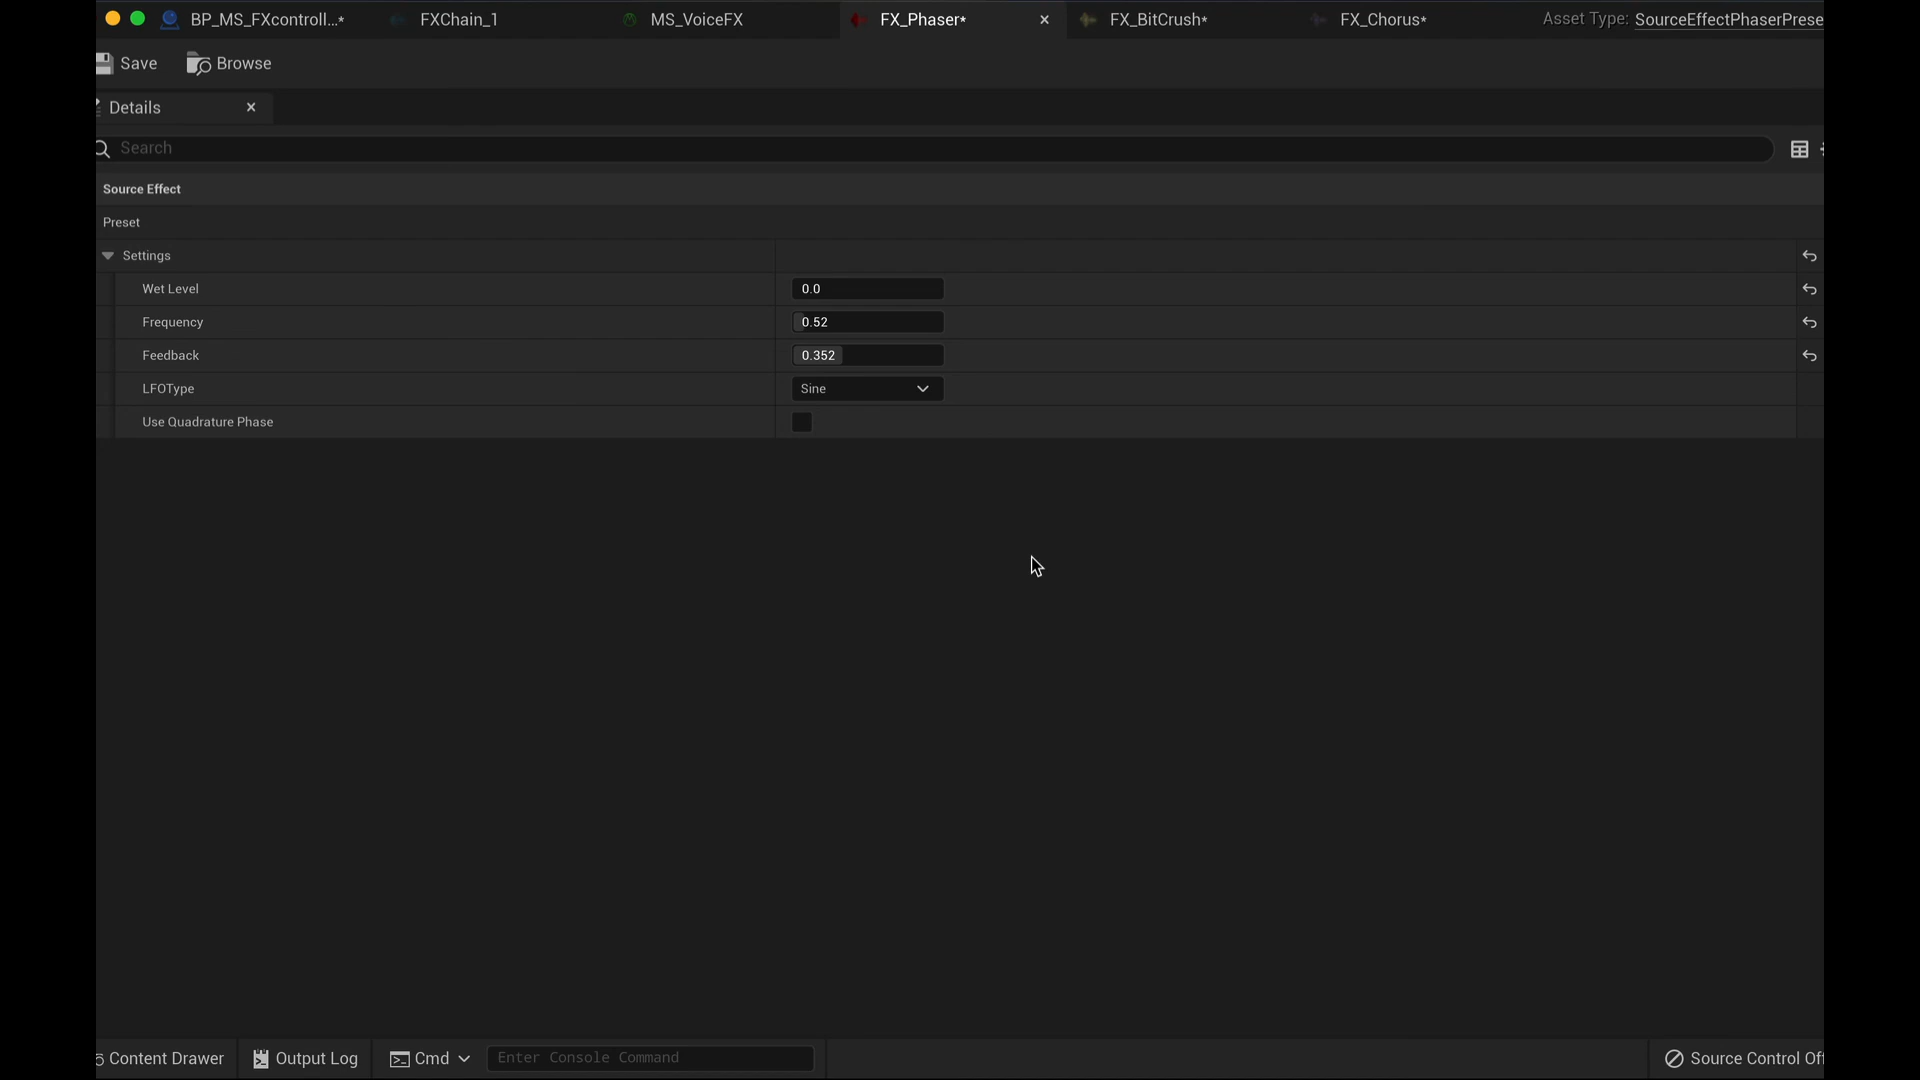 BP_MS_FXcontroll...*
FXChain_1
MS_VoiceFX
FX_Phaser*
FX_BitCrush*
FX_Chorus*
Asset Type: SourceEffectPhaserPrese
Save
Browse
Details
Search
Source Effect
Preset
Settings
Wet Level
0.0
Frequency
0.52
Feedback
0.352
LFOType
Sine
Use Quadrature Phase
Content Drawer
Output Log
Cmd
Enter Console Command
Source Control Off